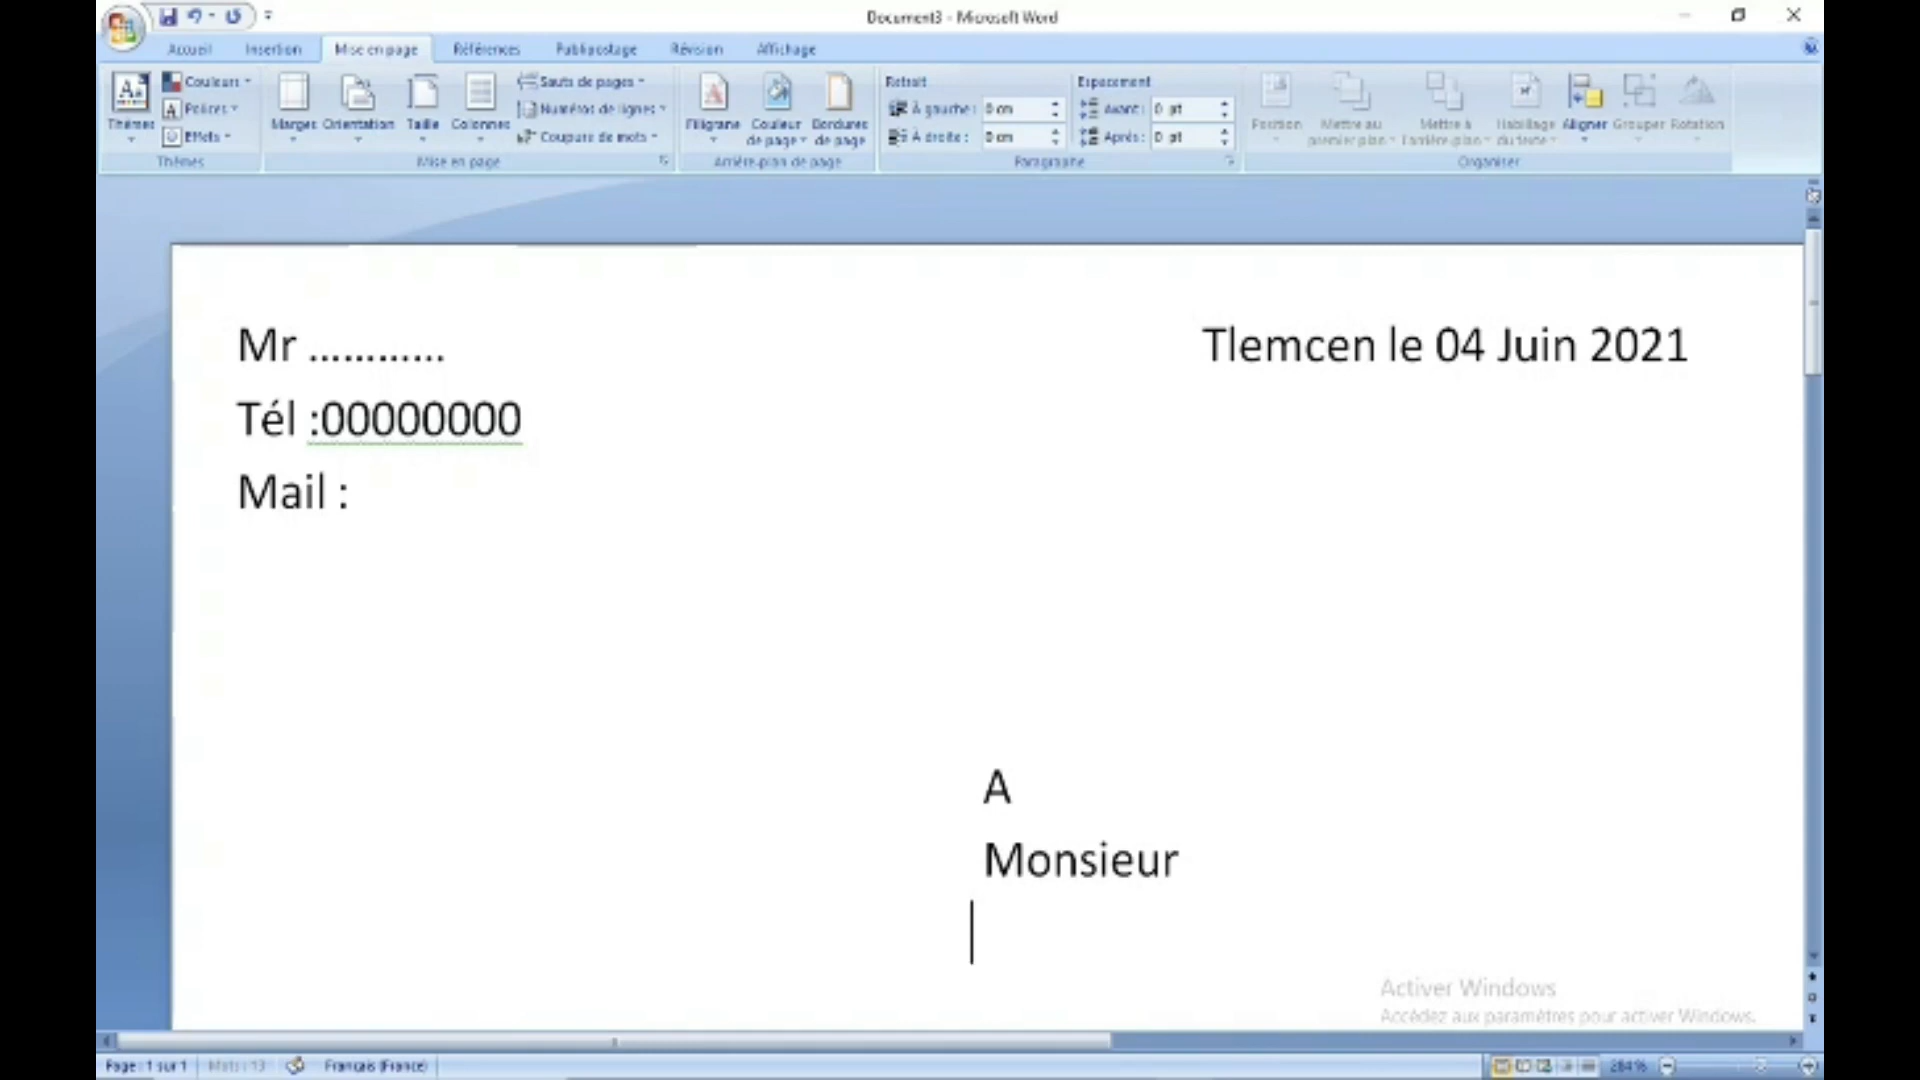 Document3 - Microsoft Word
Accueil Insertion Mise en page Références Publipostage Révision Affichage
Couleurs Sauts de pages Retrait Espacement
Polices Numéros de lignes À gauche : 0 cm Avant : 0 pt
Thèmes Marges Orientation Taille Colonnes Filigrane Couleur de page Bordures de page Position Mettre au premier plan Mettre à l'arrière-plan Habillage du texte Aligner Grouper Rotation
Effets Coupure de mots À droite : 0 cm Après : 0 pt
Thèmes Mise en page Arrière-plan de page Paragraphe Organiser
Mr ............ Tlemcen le 04 Juin 2021
Tél :00000000
Mail :
A
Monsieur
Activer Windows
Accédez aux paramètres pour activer Windows.
Page : 1 sur 1 Mots : 13 Français (France) 284%